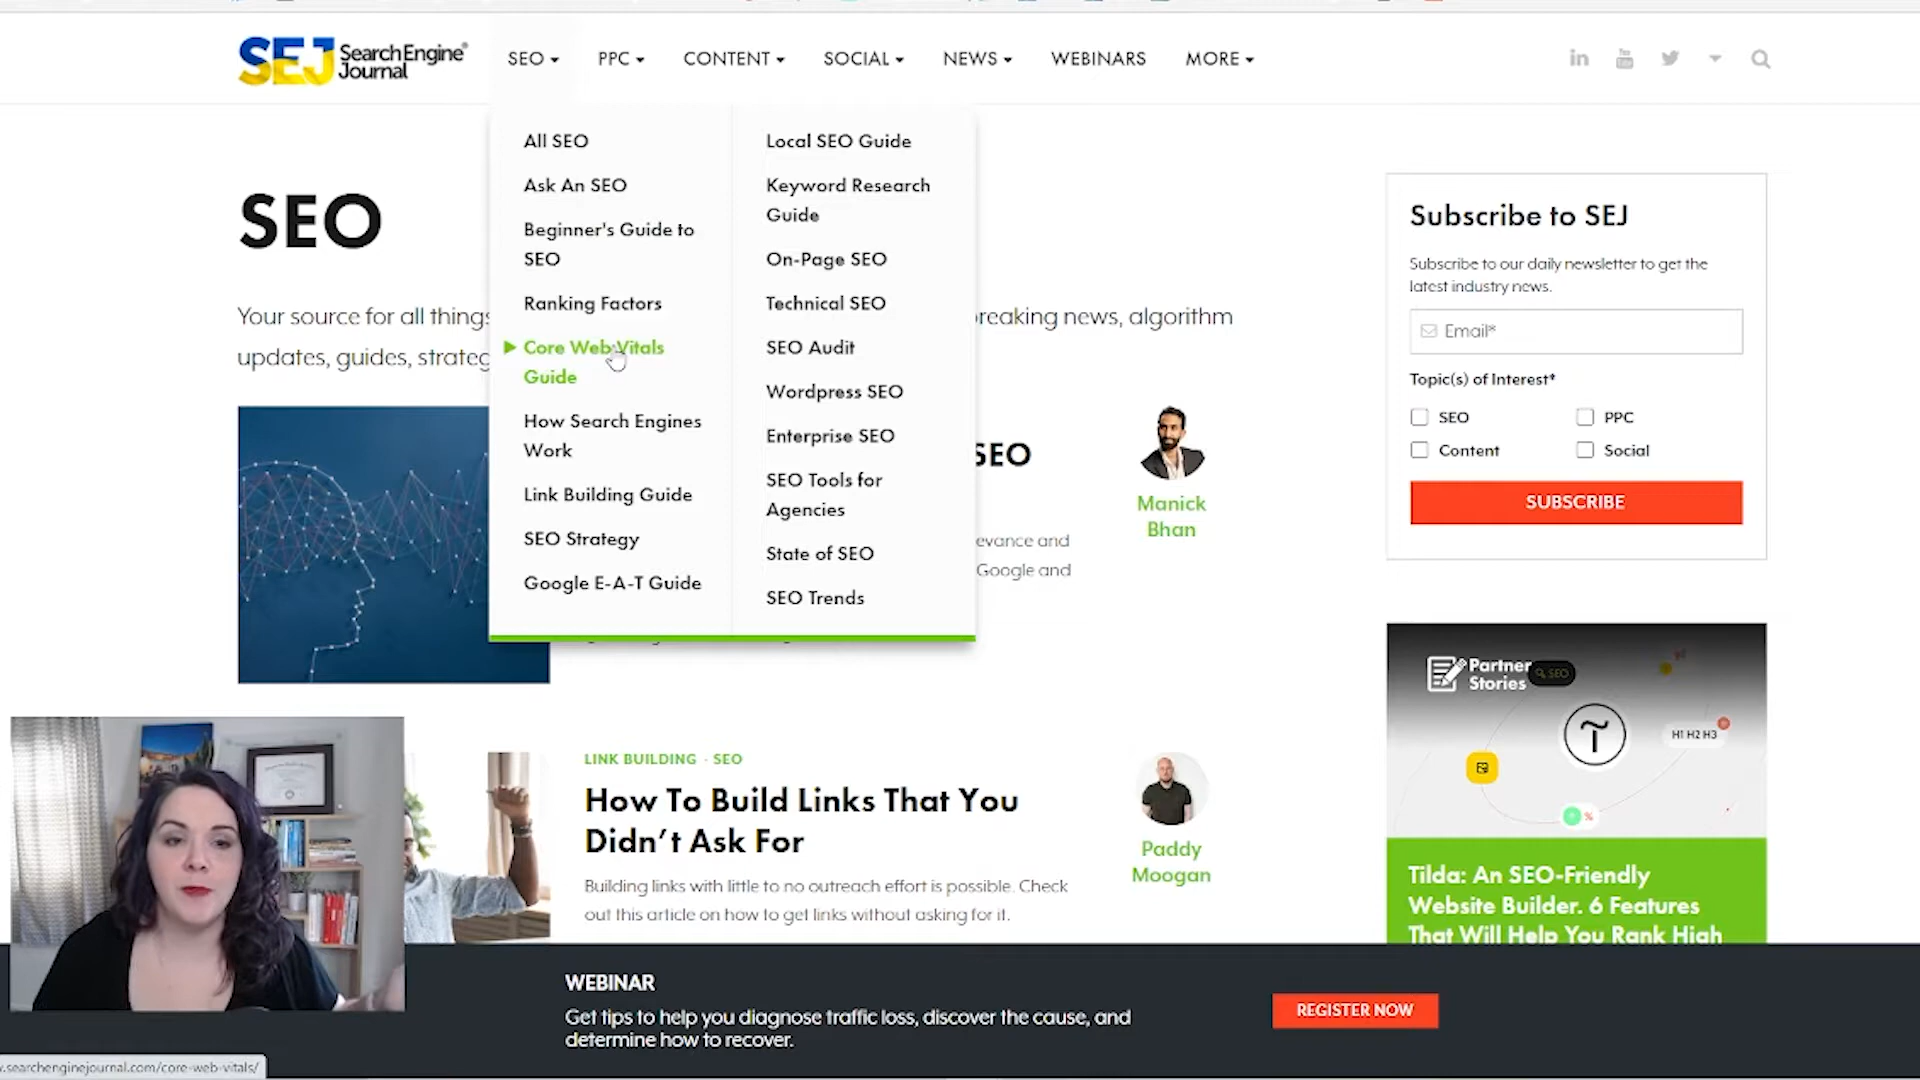 SEJ Search Engine
Journal
SEO
PPC
CONTENT
SOCIAL
NEWS
WEBINARS
MORE
All SEO
Ask An SEO
Beginner's Guide to
SEO
Ranking Factors
Core Web Vitals
Guide
How Search Engines
Work
Link Building Guide
SEO Strategy
Google E-A-T Guide
Local SEO Guide
Keyword Research
Guide
On-Page SEO
Technical SEO
SEO Audit
Wordpress SEO
Enterprise SEO
SEO Tools for
Agencies
State of SEO
SEO Trends
SEO
Your source for all things
breaking news, algorithm
updates, guides, strateg
SEO
evance and
Google and
Manick
Bhan
LINK BUILDING · SEO
How To Build Links That You
Didn't Ask For
Building links with little to no outreach effort is possible. Check
out this article on how to get links without asking for it.
Paddy
Moogan
Subscribe to SEJ
Subscribe to our daily newsletter to get the
latest industry news.
Email*
Topic(s) of Interest*
SEO
PPC
Content
Social
SUBSCRIBE
Partner
Stories
SEO
H1 H2 H3
%
Tilda: An SEO-Friendly
Website Builder. 6 Features
That Will Help You Rank High
WEBINAR
Get tips to help you diagnose traffic loss, discover the cause, and
determine how to recover.
REGISTER NOW
.searchenginejournal.com/core-web-vitals/